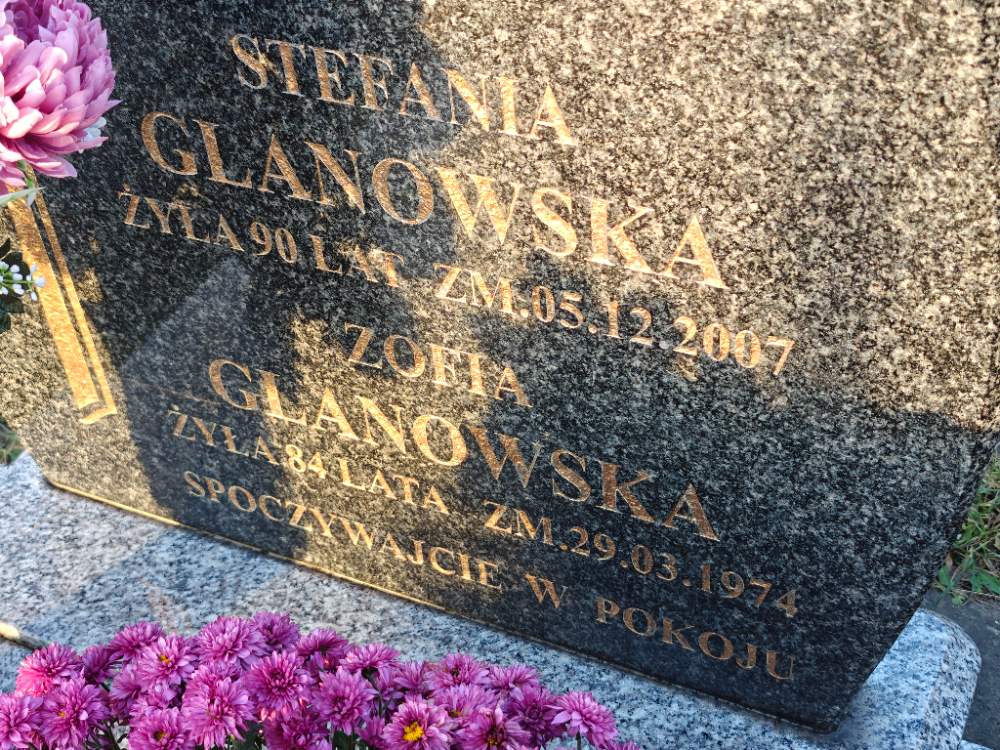 STEFANIA
GLANOWSKA
ŻYŁA 90 LAT ZM.05.12.2007
ZOFIA
GLANOWSKA
ŻYŁA 84 LATA ZM.29.03.1974
SPOCZYWAJCIE W POKOJU